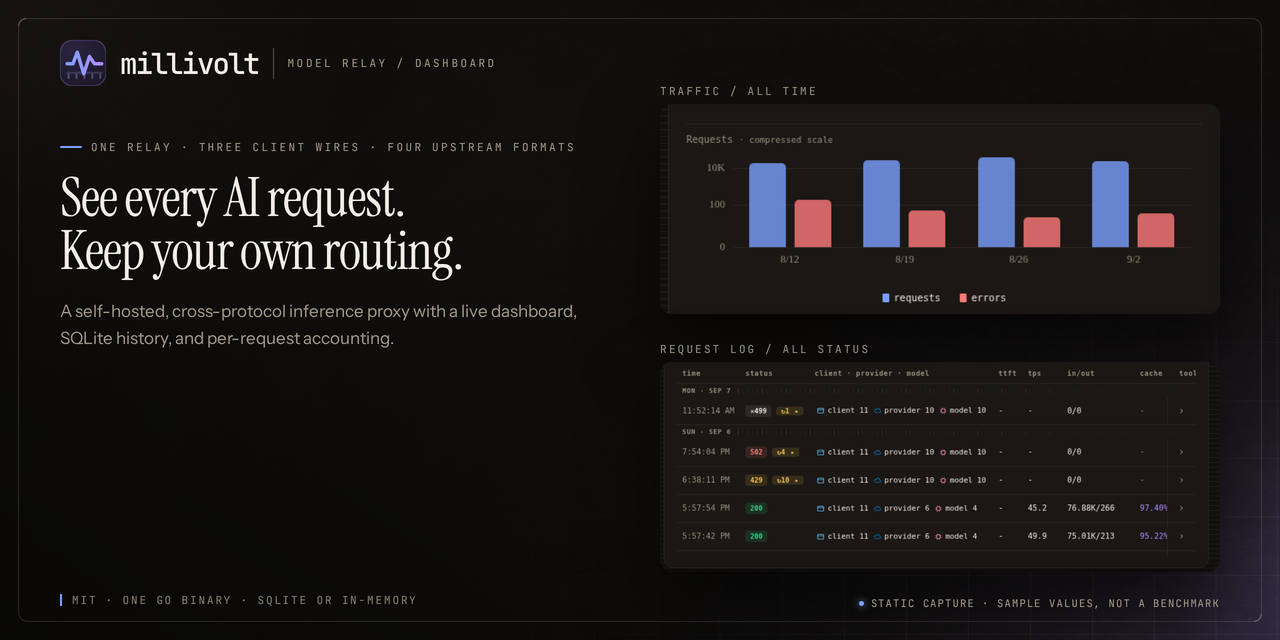 millivolt
MODEL RELAY / DASHBOARD
ONE RELAY · THREE CLIENT WIRES · FOUR UPSTREAM FORMATS
See every AI request.
Keep your own routing.
A self-hosted, cross-protocol inference proxy with a live dashboard,
SQLite history, and per-request accounting.
MIT · ONE GO BINARY · SQLITE OR IN-MEMORY
TRAFFIC / ALL TIME
Requests · compressed scale
10K
100
0
8/12 8/19 8/26 9/2
requests errors
REQUEST LOG / ALL STATUS
time status client · provider · model ttft tps in/out cache tool
MON · SEP 7
11:52:14 AM ×499 ↻1 ▸ client 11 provider 10 model 10 - - 0/0 - ›
SUN · SEP 6
7:54:04 PM 502 ↻4 ▸ client 11 provider 10 model 10 - - 0/0 - ›
6:38:11 PM 429 ↻10 ▸ client 11 provider 10 model 10 - - 0/0 - ›
5:57:54 PM 200 client 11 provider 6 model 4 - 45.2 76.88K/266 97.40% ›
5:57:42 PM 200 client 11 provider 6 model 4 - 49.9 75.01K/213 95.22% ›
STATIC CAPTURE · SAMPLE VALUES, NOT A BENCHMARK